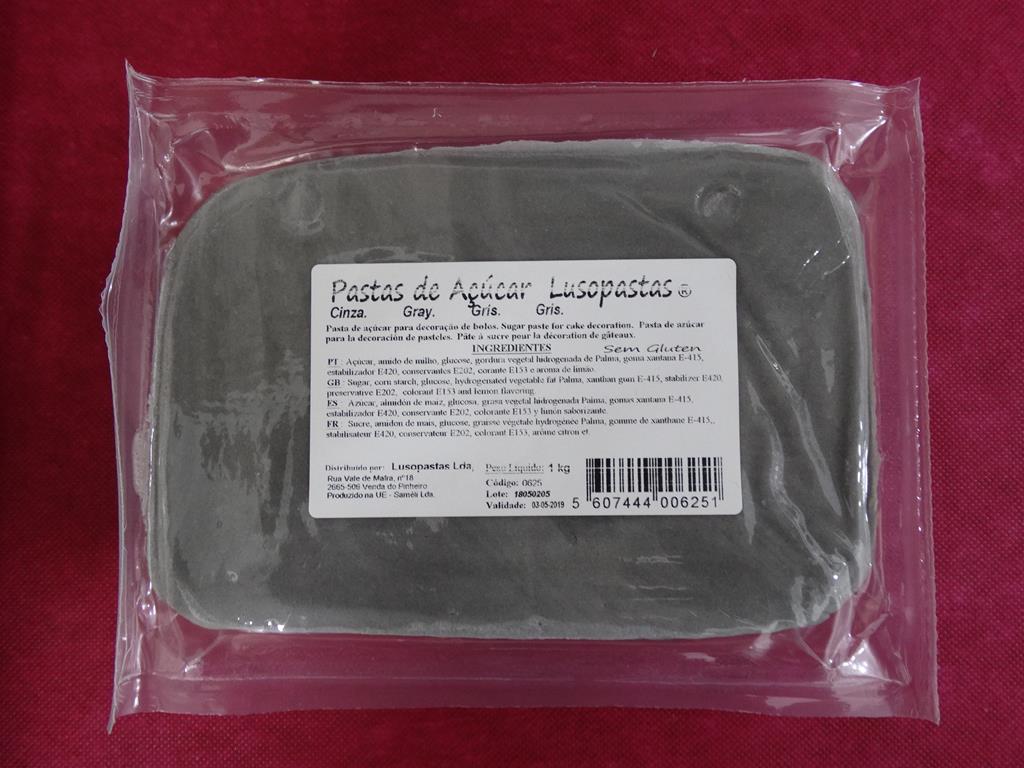 Pastas de Açúcar Lusopastas ®
Cinza. Gray. Gris. Gris.
Pasta de açúcar para decoração de bolos. Sugar paste for cake decoration. Pasta de azúcar
para la decoración de pasteles. Pâte à sucre pour la décoration de gâteaux.
INGREDIENTES Sem Gluten
PT : Açúcar, amido de milho, glucose, gordura vegetal hidrogenada de Palma, goma xantana E-415,
estabilizador E420, conservantes E202, corante E153 e aroma de limão.
GB : Sugar, corn starch, glucose, hydrogenated vegetable fat Palma, xanthan gum E-415, stabilizer E420,
preservative E202, colorant E153 and lemon flavoring.
ES : Azúcar, almidón de maíz, glucosa, grasa vegetal hidrogenada Palma, gomas xantana E-415,
estabilizador E420, conservante E202, colorante E153 y limón saborizante.
FR : Sucre, amidon de maïs, glucose, graisse végétale hydrogénée Palma, gomme de xanthane E-415,,
stabilisateur E420, conservateur E202, colorant E153, arôme citron et.
Distribuído por: Lusopastas Lda,
Rua Vale de Mafra, nº18
2665-506 Venda do Pinheiro
Produzido na UE - Saméli Lda.
Peso Líquido: 1 kg
Código: 0625
Lote: 18050205
Validade: 03-05-2019
5 607444 006251